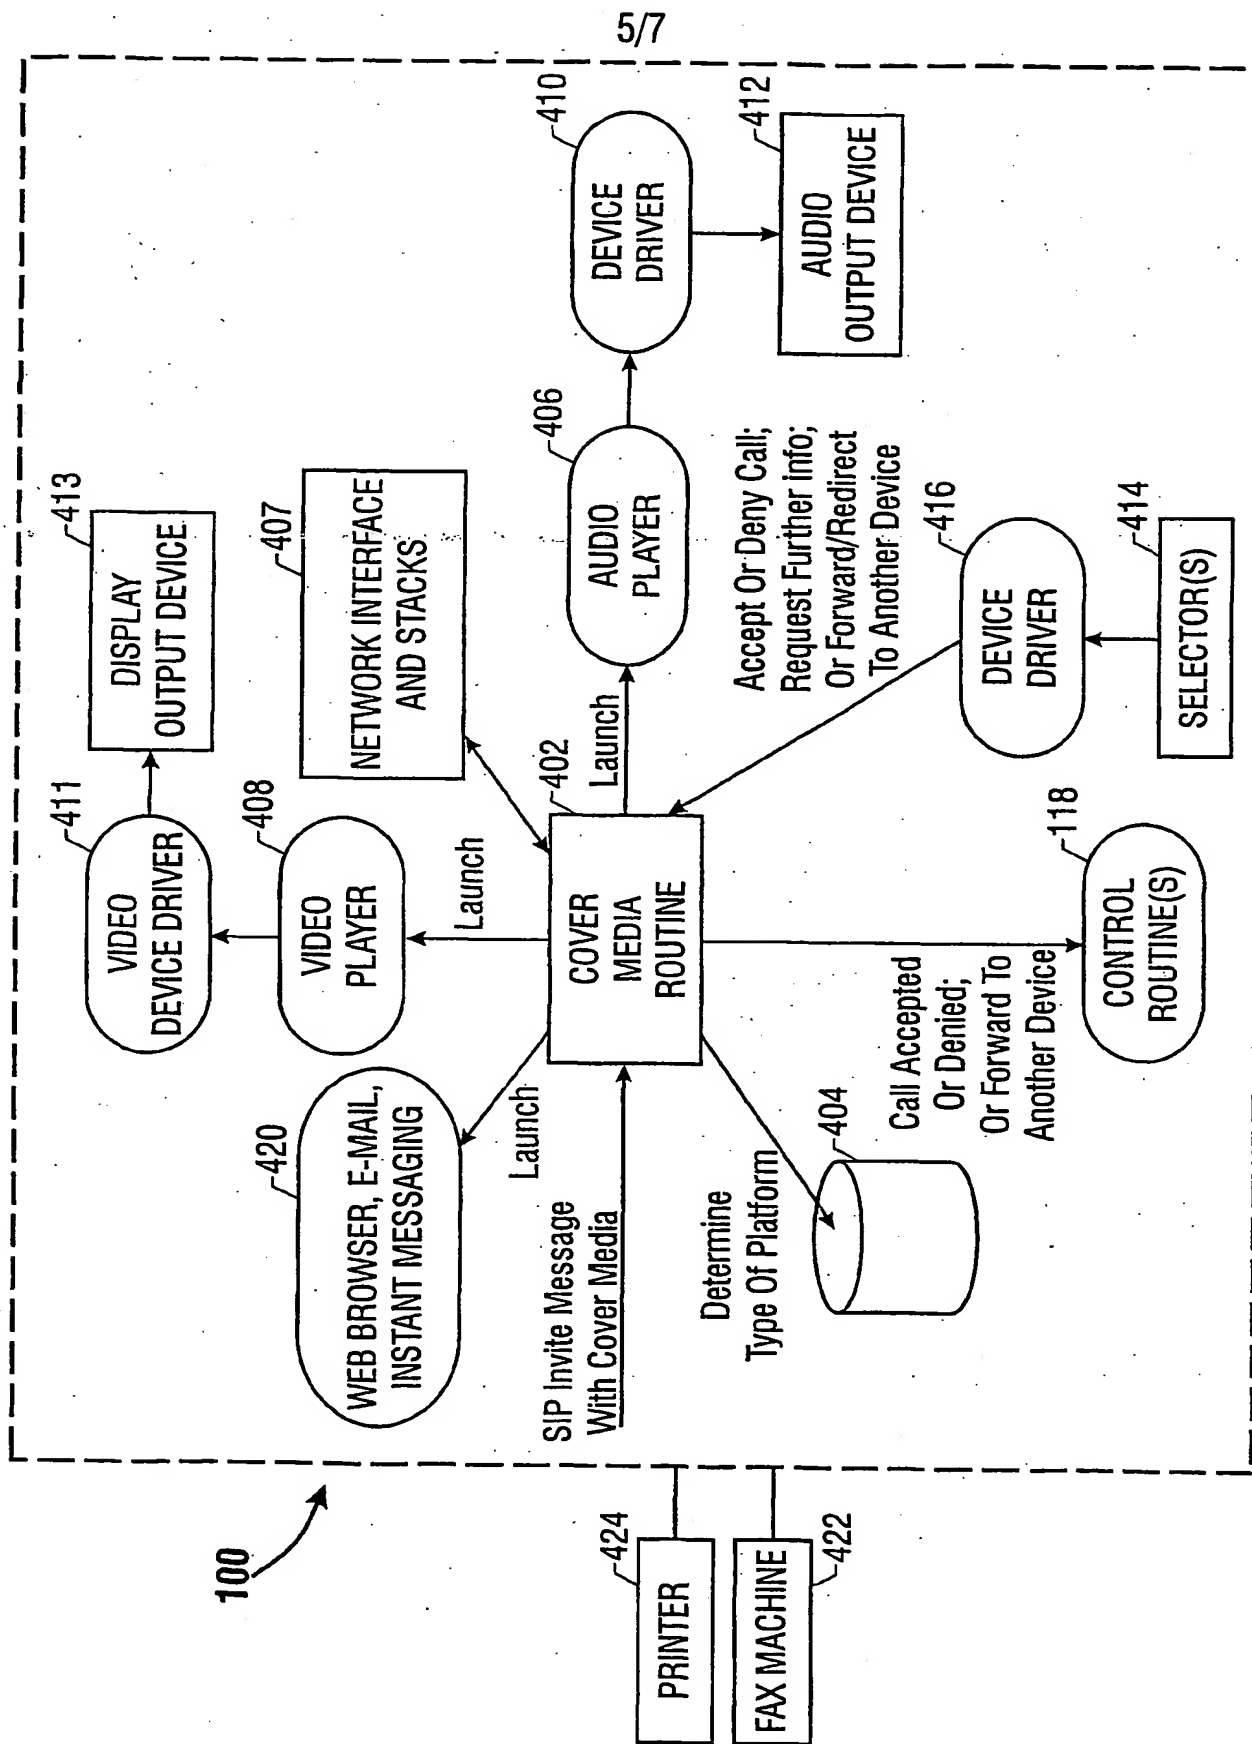 5/7
100
413
DISPLAY
OUTPUT DEVICE
411
VIDEO
DEVICE DRIVER
407
NETWORK INTERFACE
AND STACKS
408
VIDEO
PLAYER
420
WEB BROWSER, E-MAIL,
INSTANT MESSAGING
Launch
Launch
SIP Invite Message
With Cover Media
402
COVER
MEDIA
ROUTINE
Launch
406
AUDIO
PLAYER
410
DEVICE
DRIVER
412
AUDIO
OUTPUT DEVICE
Accept Or Deny Call;
Request Further info;
Or Forward/Redirect
To Another Device
416
DEVICE
DRIVER
414
SELECTOR(S)
Determine
Type Of Platform
404
Call Accepted
Or Denied;
Or Forward To
Another Device
118
CONTROL
ROUTINE(S)
424
PRINTER
422
FAX MACHINE